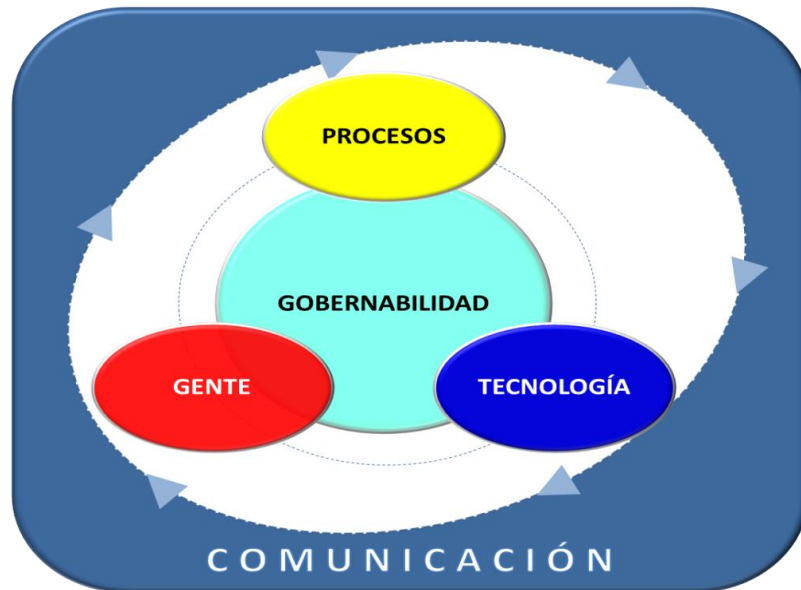 PROCESOS
GOBERNABILIDAD
GENTE
TECNOLOGÍA
COMUNICACIÓN